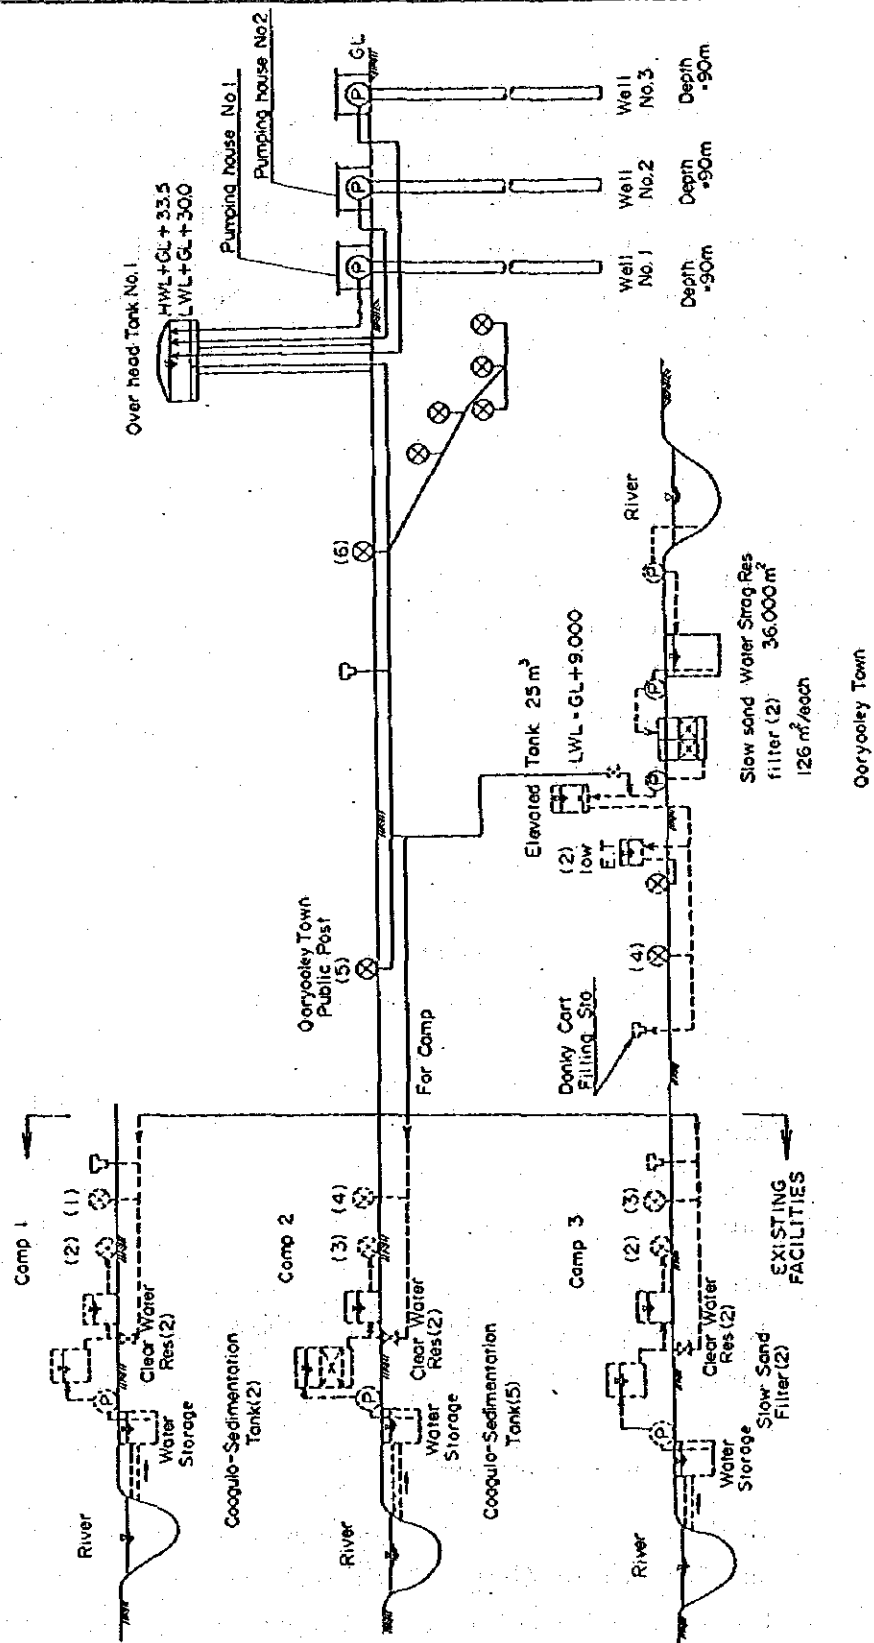 Camp 1
(2) (1)
Clear Water
Res(2)
River
Water
Storage
Coagulo-Sedimentation
Tank(2)
Camp 2
(3) (4)
Clear Water
Res(2)
River
Water
Storage
Coagulo-Sedimentation
Tank(5)
Camp 3
(2) (3)
Clear Water
Res (2)
River
Water
Storage
Slow Sand
Filter(2)
EXISTING
FACILITIES
Over head Tank No.1
HWL+GL+33.5
LWL+GL+30.0
Pumping house No.1
Pumping house No2
GL
P
P
P
Well
No.1
Well
No.2
Well
No.3
Depth
=90m
Depth
=90m
Depth
=90m
(6)
Qoryooley Town
Public Post
(5)
For Camp
Elevated Tank 25m³
LWL=GL+9.000
(2)
low
E.T
(4)
Donky Cart
Filling Sta
River
P
P
P
Slow sand
filter (2)
126 m²/each
Water Strag Res
36.000m²
Qoryooley Town
P
P
P